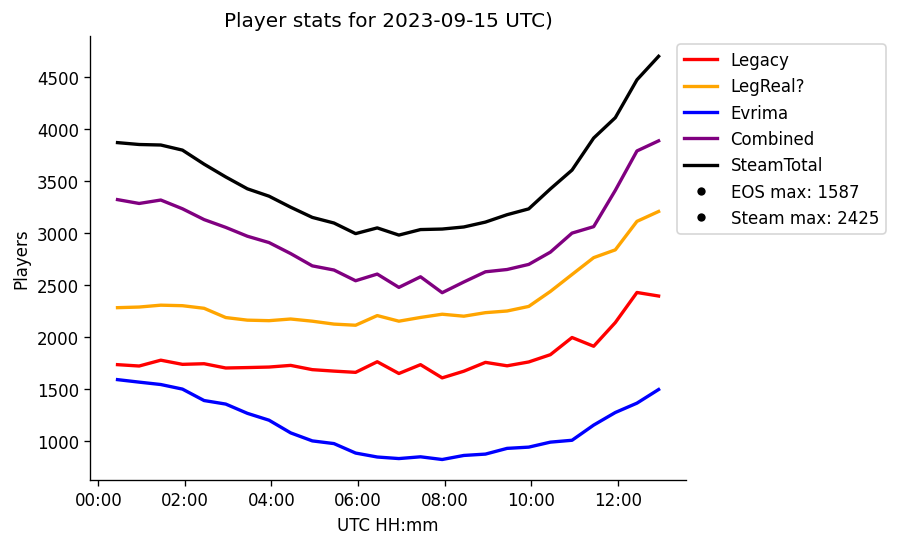 Player stats for 2023-09-15 UTC)
Legacy
LegReal?
Evrima
Combined
SteamTotal
EOS max: 1587
Steam max: 2425
Players
4500
4000
3500
3000
2500
2000
1500
1000
00:00 02:00 04:00 06:00 08:00 10:00 12:00
UTC HH:mm